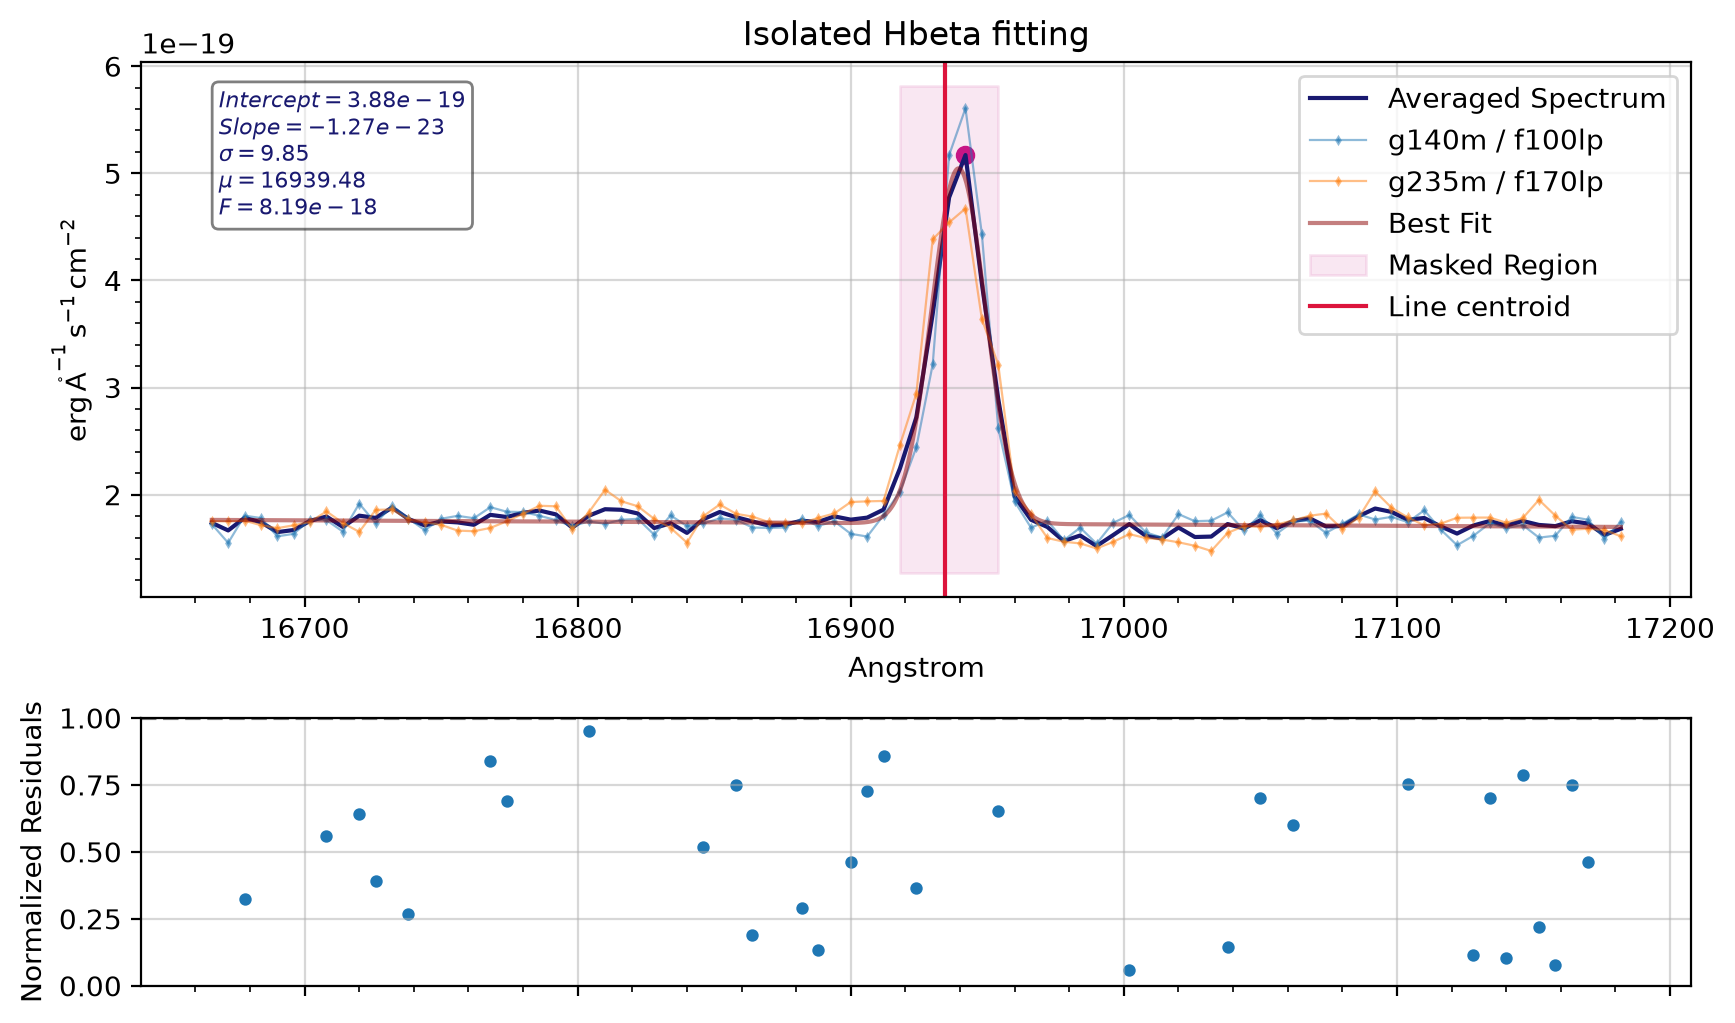 Isolated Hbeta fitting
1e−19
6
5
4
3
2
erg Å⁻¹ s⁻¹ cm⁻²
Intercept = 3.88e − 19
Slope = −1.27e − 23
σ = 9.85
μ = 16939.48
F = 8.19e − 18
Averaged Spectrum
g140m / f100lp
g235m / f170lp
Best Fit
Masked Region
Line centroid
16700 16800 16900 17000 17100 17200
Angstrom
Normalized Residuals
1.00
0.75
0.50
0.25
0.00